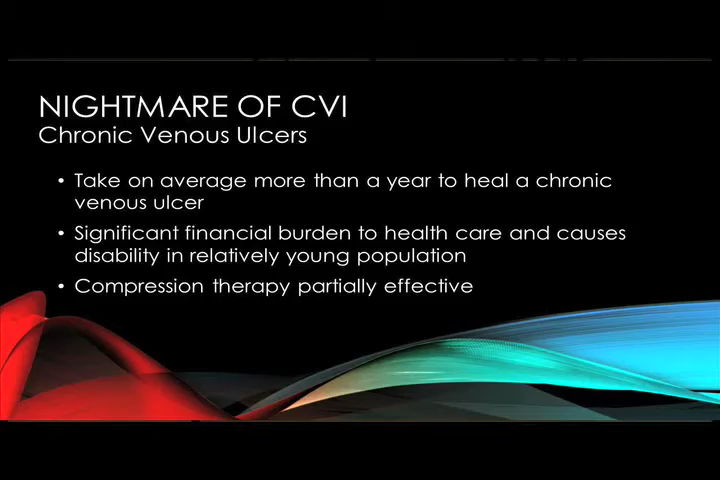 NIGHTMARE OF CVI
Chronic Venous Ulcers
• Take on average more than a year to heal a chronic
venous ulcer
• Significant financial burden to health care and causes
disability in relatively young population
• Compression therapy partially effective